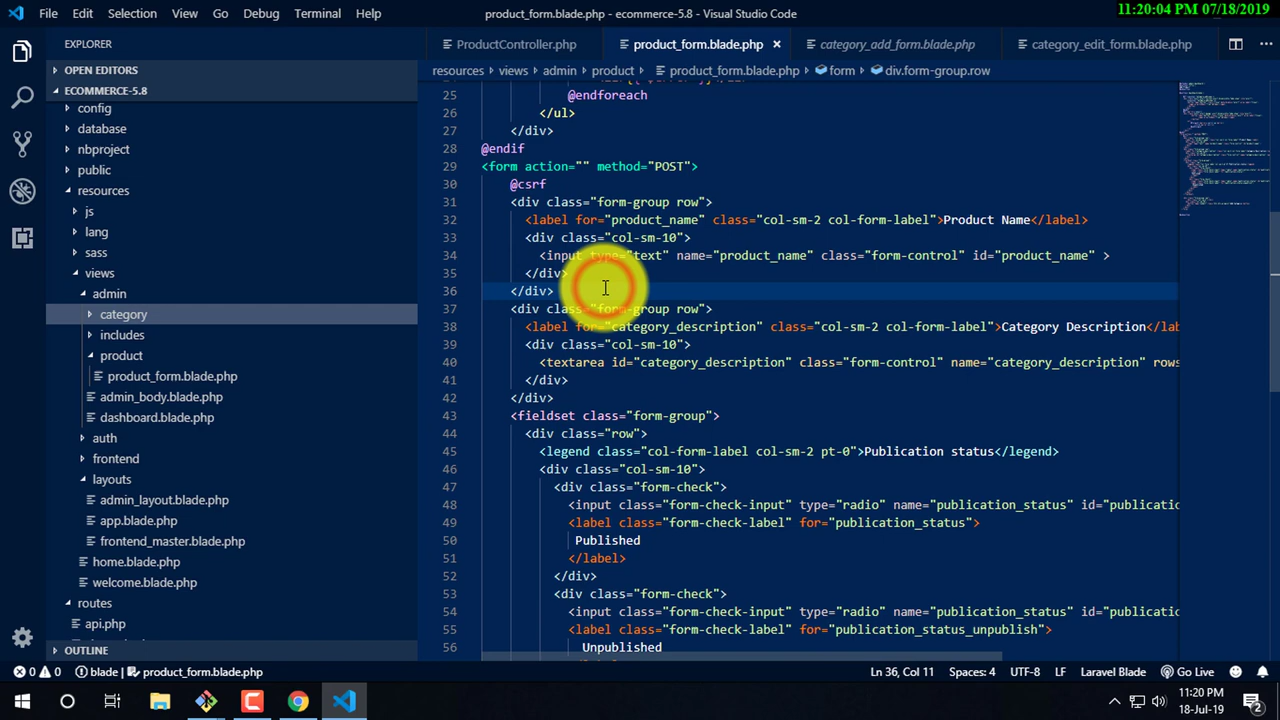 File Edit Selection View Go Debug Terminal Help
product_form.blade.php - ecommerce-5.8 - Visual Studio Code
11:20:04 PM 07/18/2019
EXPLORER
OPEN EDITORS
ECOMMERCE-5.8
config
database
nbproject
public
resources
js
lang
sass
views
admin
category
includes
product
product_form.blade.php
admin_body.blade.php
dashboard.blade.php
auth
frontend
layouts
admin_layout.blade.php
app.blade.php
frontend_master.blade.php
home.blade.php
welcome.blade.php
routes
api.php
OUTLINE
ProductController.php product_form.blade.php × category_add_form.blade.php category_edit_form.blade.php
resources › views › admin › product › product_form.blade.php › form › div.form-group.row
25 @endforeach
26 </ul>
27 </div>
28 @endif
29 <form action="" method="POST">
30 @csrf
31 <div class="form-group row">
32 <label for="product_name" class="col-sm-2 col-form-label">Product Name</label>
33 <div class="col-sm-10">
34 <input type="text" name="product_name" class="form-control" id="product_name" >
35 </div>
36 </div>
37 <div class="form-group row">
38 <label for="category_description" class="col-sm-2 col-form-label">Category Description</lab
39 <div class="col-sm-10">
40 <textarea id="category_description" class="form-control" name="category_description" rows
41 </div>
42 </div>
43 <fieldset class="form-group">
44 <div class="row">
45 <legend class="col-form-label col-sm-2 pt-0">Publication status</legend>
46 <div class="col-sm-10">
47 <div class="form-check">
48 <input class="form-check-input" type="radio" name="publication_status" id="publicatio
49 <label class="form-check-label" for="publication_status">
50 Published
51 </label>
52 </div>
53 <div class="form-check">
54 <input class="form-check-input" type="radio" name="publication_status" id="publicatio
55 <label class="form-check-label" for="publication_status_unpublish">
56 Unpublished
0 0 blade | product_form.blade.php
Ln 36, Col 11 Spaces: 4 UTF-8 LF Laravel Blade Go Live
11:20 PM
18-Jul-19
2